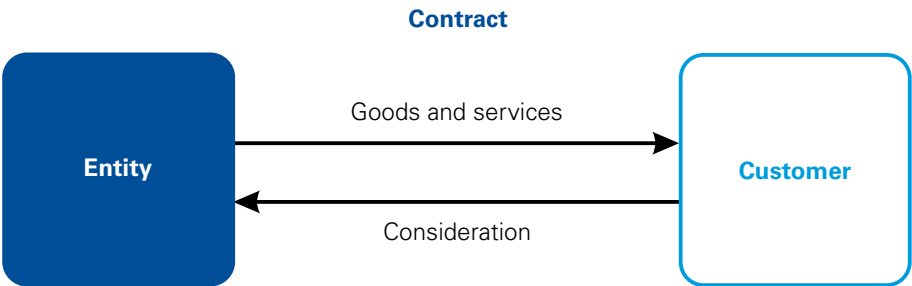 Contract
Goods and services
Entity
Customer
Consideration